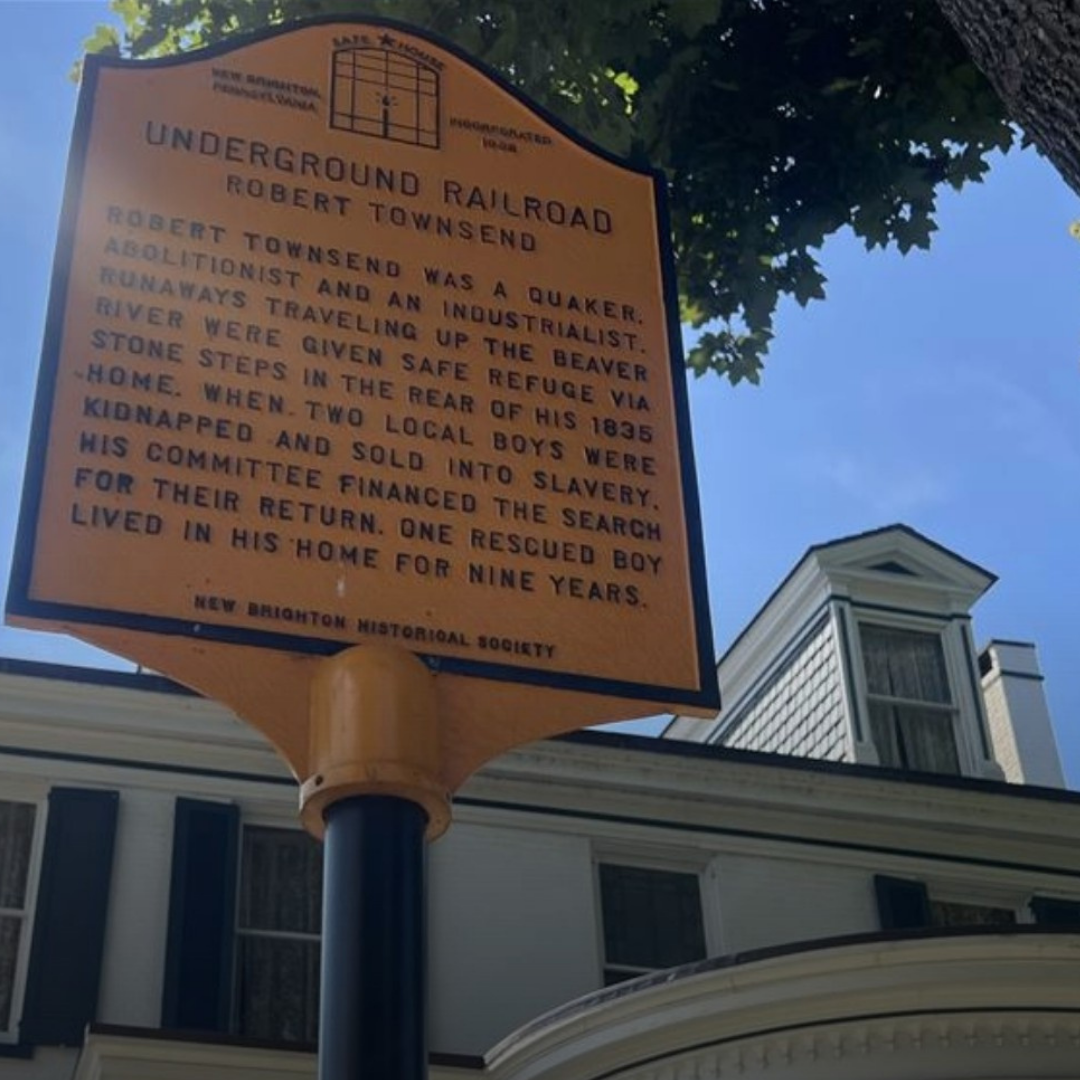 SAFE ★ HOUSE
NEW BRIGHTON,
PENNSYLVANIA
INCORPORATED
1838
UNDERGROUND RAILROAD
ROBERT TOWNSEND
ROBERT TOWNSEND WAS A QUAKER,
ABOLITIONIST AND AN INDUSTRIALIST.
RUNAWAYS TRAVELING UP THE BEAVER
RIVER WERE GIVEN SAFE REFUGE VIA
STONE STEPS IN THE REAR OF HIS 1835
HOME. WHEN TWO LOCAL BOYS WERE
KIDNAPPED AND SOLD INTO SLAVERY,
HIS COMMITTEE FINANCED THE SEARCH
FOR THEIR RETURN. ONE RESCUED BOY
LIVED IN HIS HOME FOR NINE YEARS.
NEW BRIGHTON HISTORICAL SOCIETY